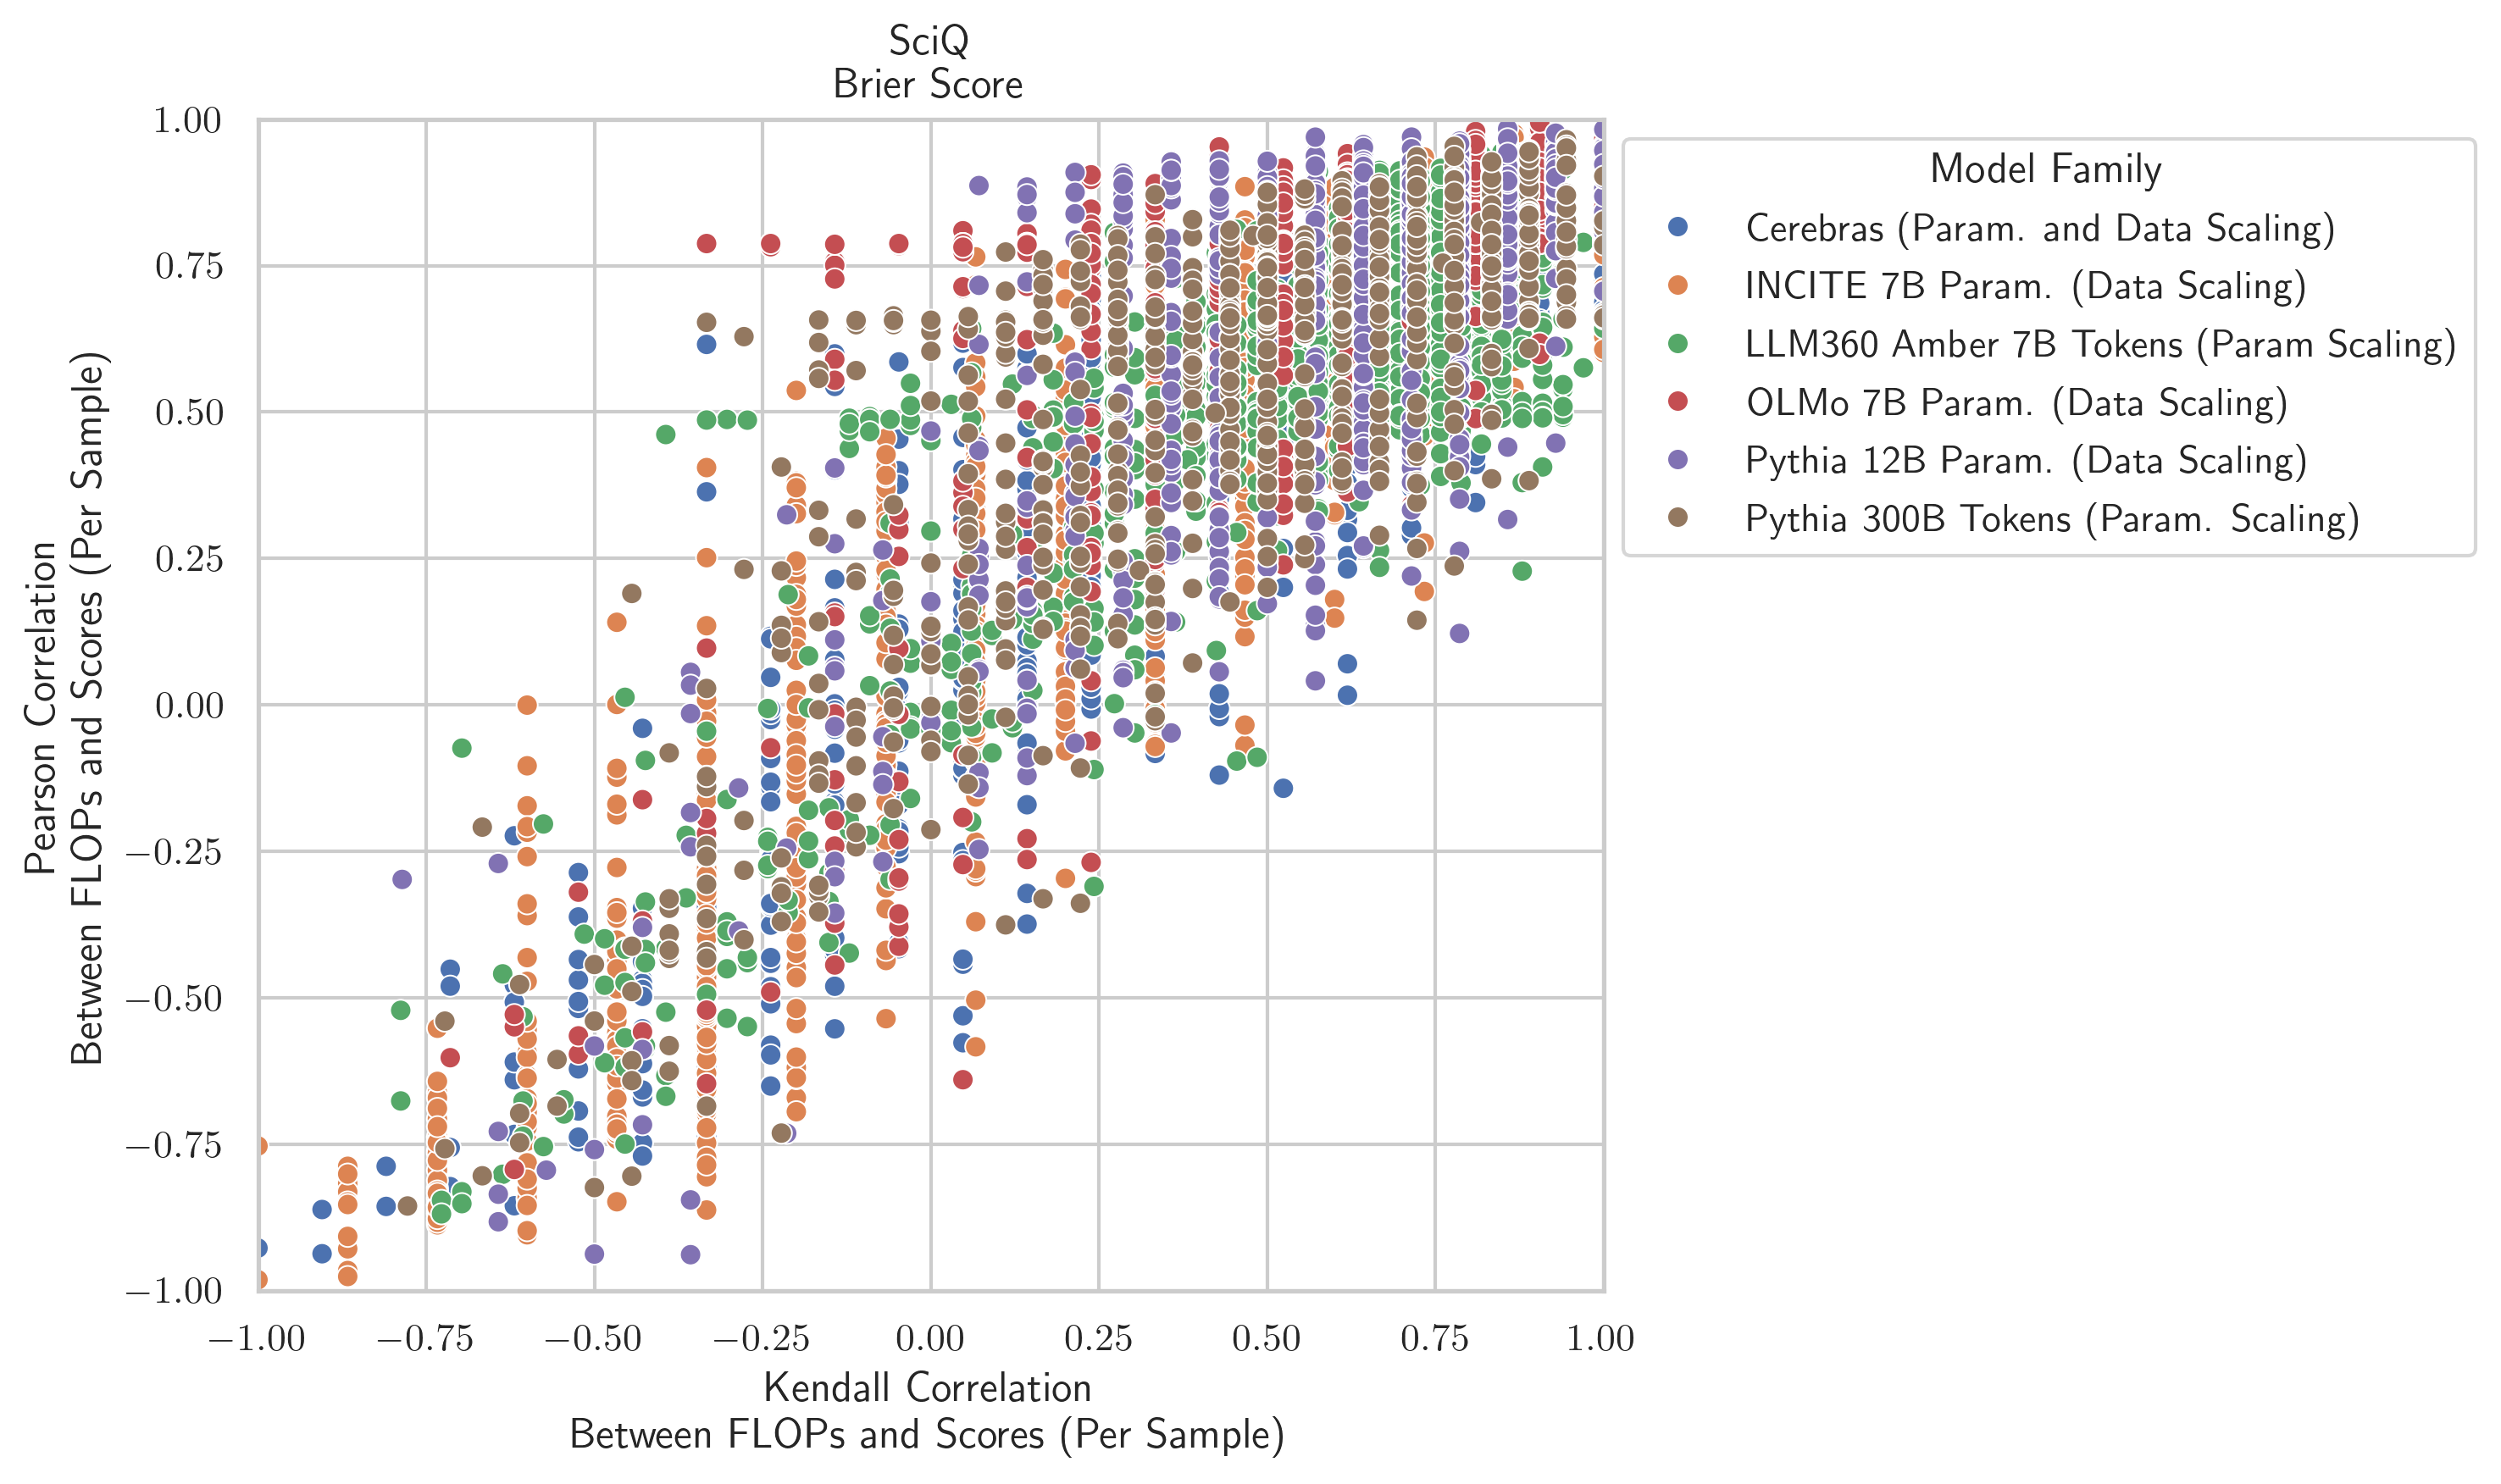 SciQ
Brier Score
1.00
0.75
0.50
0.25
0.00
−0.25
−0.50
−0.75
−1.00
Pearson Correlation
Between FLOPs and Scores (Per Sample)
−1.00 −0.75 −0.50 −0.25 0.00 0.25 0.50 0.75 1.00
Kendall Correlation
Between FLOPs and Scores (Per Sample)
Model Family
Cerebras (Param. and Data Scaling)
INCITE 7B Param. (Data Scaling)
LLM360 Amber 7B Tokens (Param Scaling)
OLMo 7B Param. (Data Scaling)
Pythia 12B Param. (Data Scaling)
Pythia 300B Tokens (Param. Scaling)